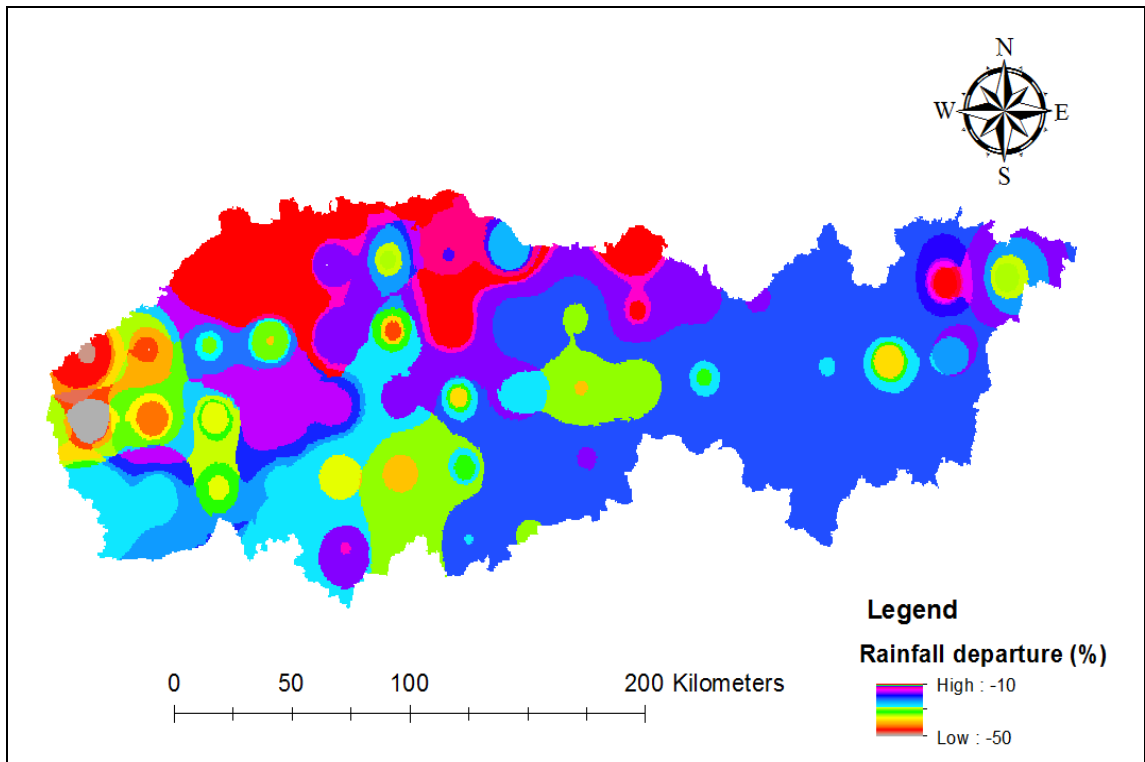 N
W E
S
Legend
Rainfall departure (%)
High : -10
Low : -50
0 50 100 200 Kilometers